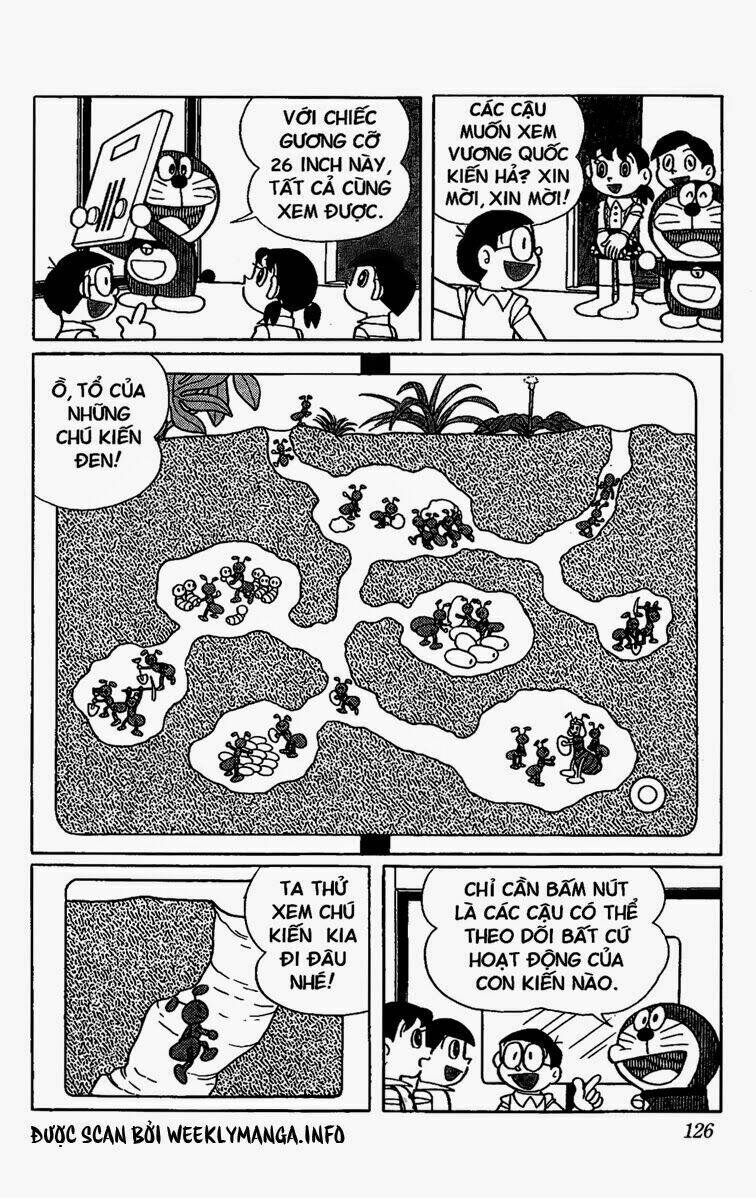 VỚI CHIẾC
GƯƠNG CỠ
26 INCH NÀY,
TẤT CẢ CÙNG
XEM ĐƯỢC.
CÁC CẬU
MUỐN XEM
VƯƠNG QUỐC
KIẾN HẢ? XIN
MỜI, XIN MỜI!
Ồ, TỔ CỦA
NHỮNG
CHÚ KIẾN
ĐEN!
TA THỬ
XEM CHÚ
KIẾN KIA
ĐI ĐÂU
NHÉ!
CHỈ CẦN BẤM NÚT
LÀ CÁC CẬU CÓ THỂ
THEO DÕI BẤT CỨ
HOẠT ĐỘNG CỦA
CON KIẾN NÀO.
ĐƯỢC SCAN BỞI WEEKLYMANGA.INFO
126